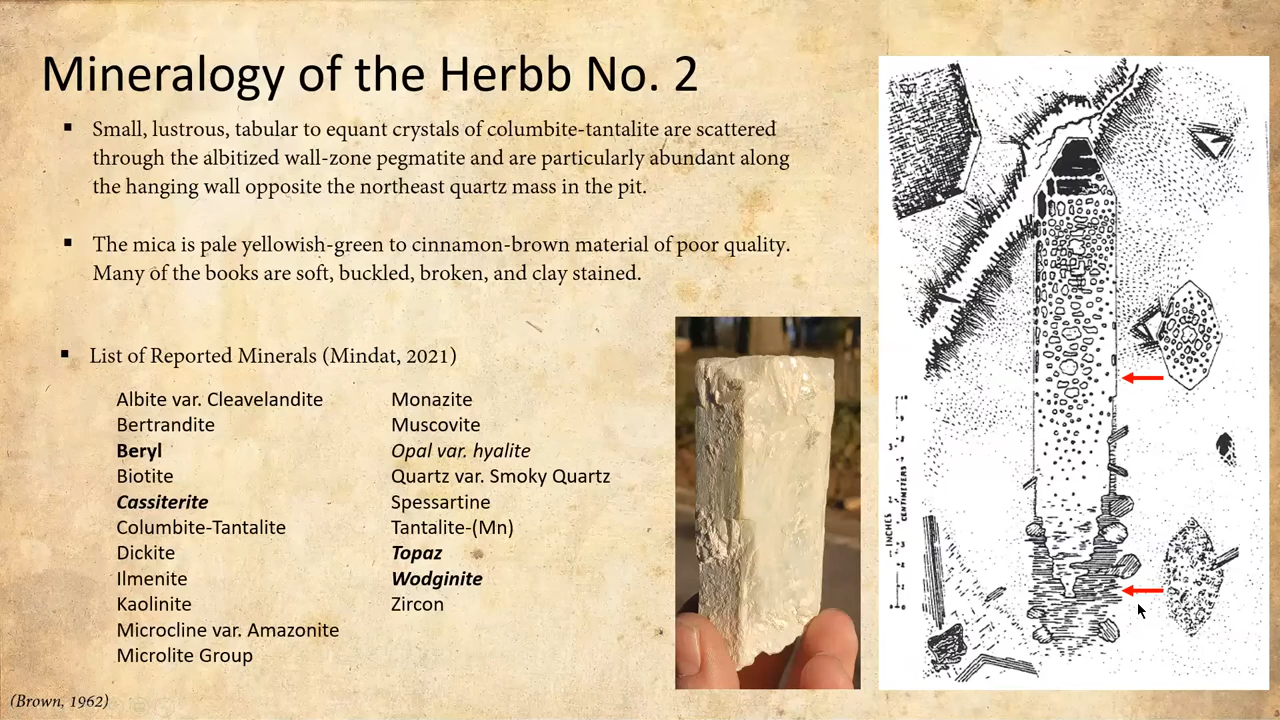 Mineralogy of the Herbb No. 2
▪ Small, lustrous, tabular to equant crystals of columbite-tantalite are scattered
through the albitized wall-zone pegmatite and are particularly abundant along
the hanging wall opposite the northeast quartz mass in the pit.
▪ The mica is pale yellowish-green to cinnamon-brown material of poor quality.
Many of the books are soft, buckled, broken, and clay stained.
▪ List of Reported Minerals (Mindat, 2021)
Albite var. Cleavelandite
Bertrandite
Beryl
Biotite
Cassiterite
Columbite-Tantalite
Dickite
Ilmenite
Kaolinite
Microcline var. Amazonite
Microlite Group
Monazite
Muscovite
Opal var. hyalite
Quartz var. Smoky Quartz
Spessartine
Tantalite-(Mn)
Topaz
Wodginite
Zircon
INCHES
CENTIMETERS
(Brown, 1962)